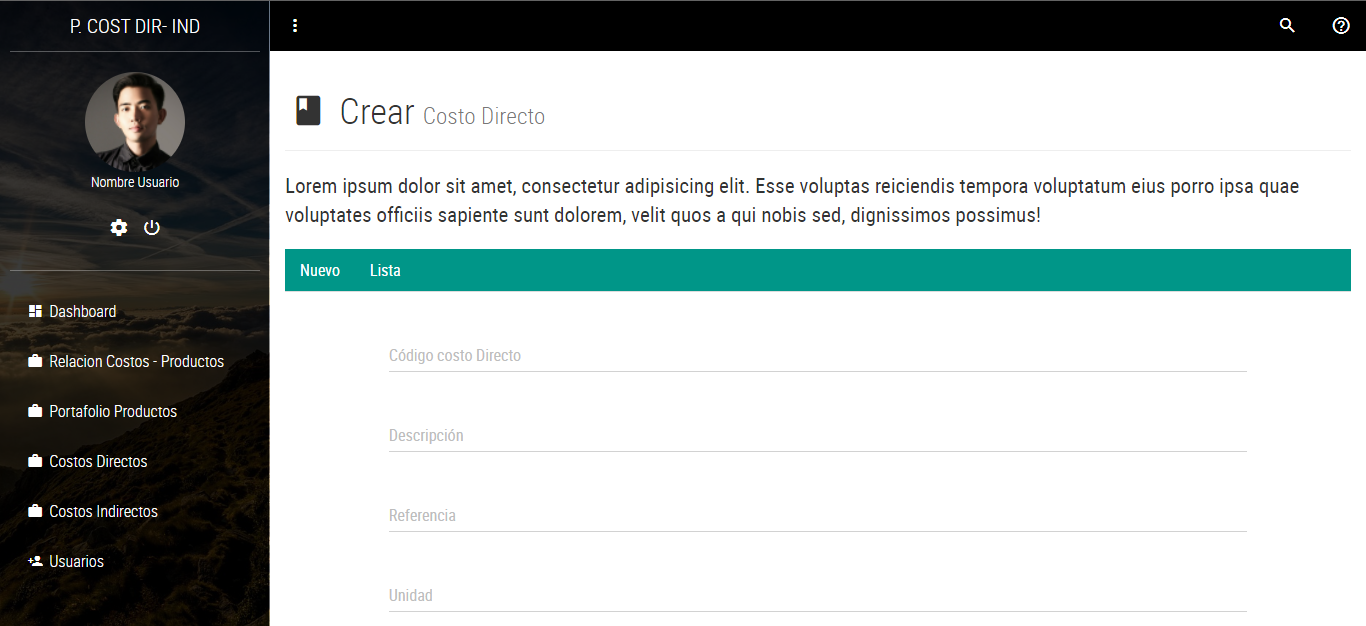 P. COST DIR- IND
Nombre Usuario
Dashboard
Relacion Costos - Productos
Portafolio Productos
Costos Directos
Costos Indirectos
Usuarios
Crear Costo Directo
Lorem ipsum dolor sit amet, consectetur adipisicing elit. Esse voluptas reiciendis tempora voluptatum eius porro ipsa quae
voluptates officiis sapiente sunt dolorem, velit quos a qui nobis sed, dignissimos possimus!
Nuevo Lista
Código costo Directo
Descripción
Referencia
Unidad